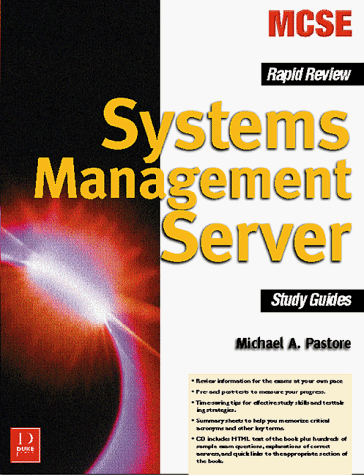 MCSE
Rapid Review
Systems
Management
Server
Study Guides
Michael A. Pastore
• Review information for the exams at your own pace
• Pre- and post-tests to measure your progress.
• Time-saving tips for effective study skills and test-taking strategies.
• Summary sheets to help you memorize critical
acronyms and other key terms.
• CD includes HTML text of the book plus hundreds of
sample exam questions, explanations of correct
answers, and quick links to the appropriate section of
the book.
D
DUKE